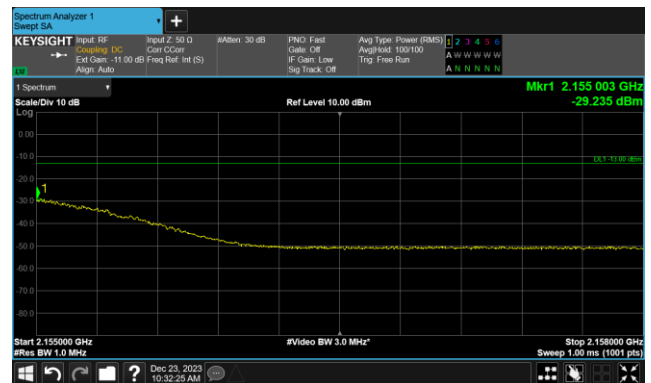 Spectrum Analyzer 1
Swept SA
+
KEYSIGHT
Input: RF
Coupling: DC
Ext Gain: -11.00 dB
Align: Auto
Input Z: 50 Ω
Corr CCorr
Freq Ref: Int (S)
#Atten: 30 dB
PNO: Fast
Gate: Off
IF Gain: Low
Sig Track: Off
Avg Type: Power (RMS)
Avg|Hold: 100/100
Trig: Free Run
1 2 3 4 5 6
A W W W W W
A N N N N N
1 Spectrum
Mkr1 2.155 003 GHz
-29.235 dBm
Scale/Div 10 dB
Ref Level 10.00 dBm
Log
0.00
DL1 -13.00 dBm
-10.0
-20.0
1
-30.0
-40.0
-50.0
-60.0
-70.0
-80.0
Start 2.155000 GHz
#Video BW 3.0 MHz*
Stop 2.158000 GHz
#Res BW 1.0 MHz
Sweep 1.00 ms (1001 pts)
?
Dec 23, 2023
10:32:25 AM